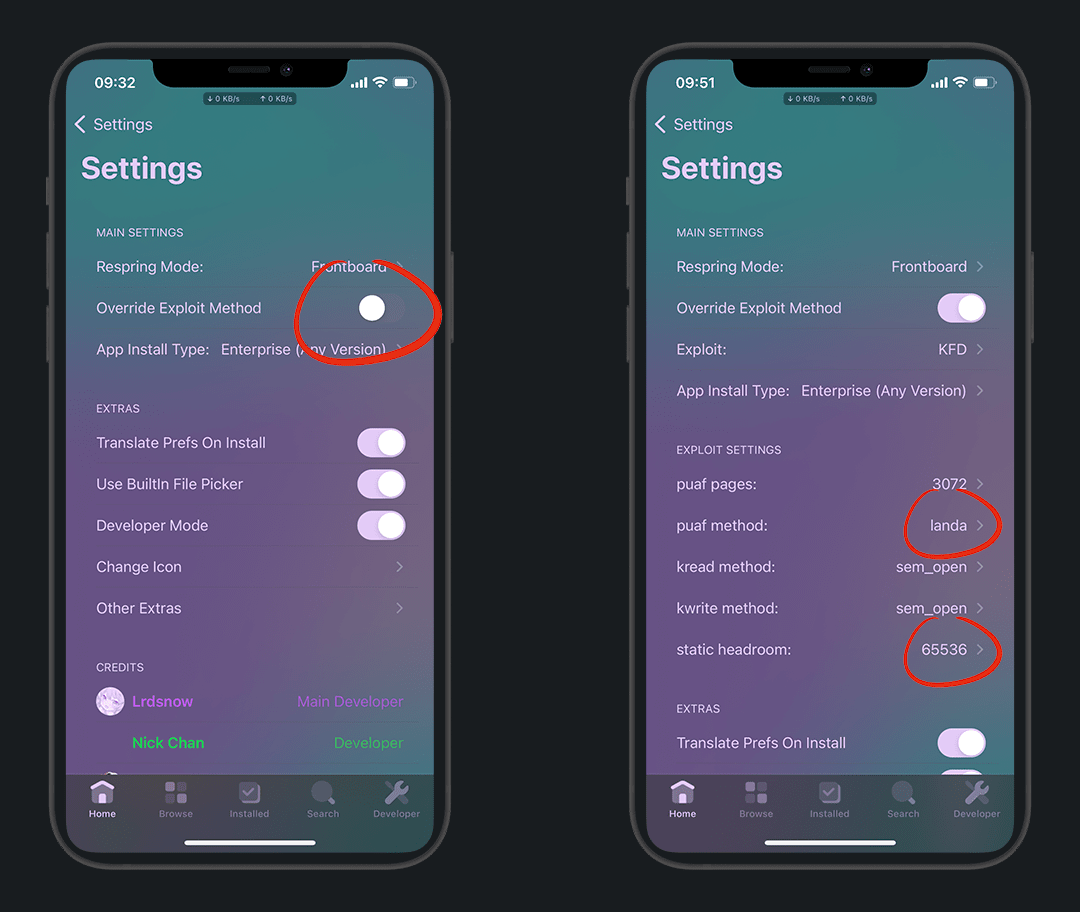 09:32
↓ 0 KB/s ↑ 0 KB/s
Settings
Settings
MAIN SETTINGS
Respring Mode: Frontboard
Override Exploit Method
App Install Type: Enterprise (Any Version)
EXTRAS
Translate Prefs On Install
Use BuiltIn File Picker
Developer Mode
Change Icon
Other Extras
CREDITS
Lrdsnow Main Developer
Nick Chan Developer
Home Browse Installed Search Developer
09:51
↓ 0 KB/s ↑ 0 KB/s
Settings
Settings
MAIN SETTINGS
Respring Mode: Frontboard
Override Exploit Method
Exploit: KFD
App Install Type: Enterprise (Any Version)
EXPLOIT SETTINGS
puaf pages: 3072
puaf method: landa
kread method: sem_open
kwrite method: sem_open
static headroom: 65536
EXTRAS
Translate Prefs On Install
Home Browse Installed Search Developer